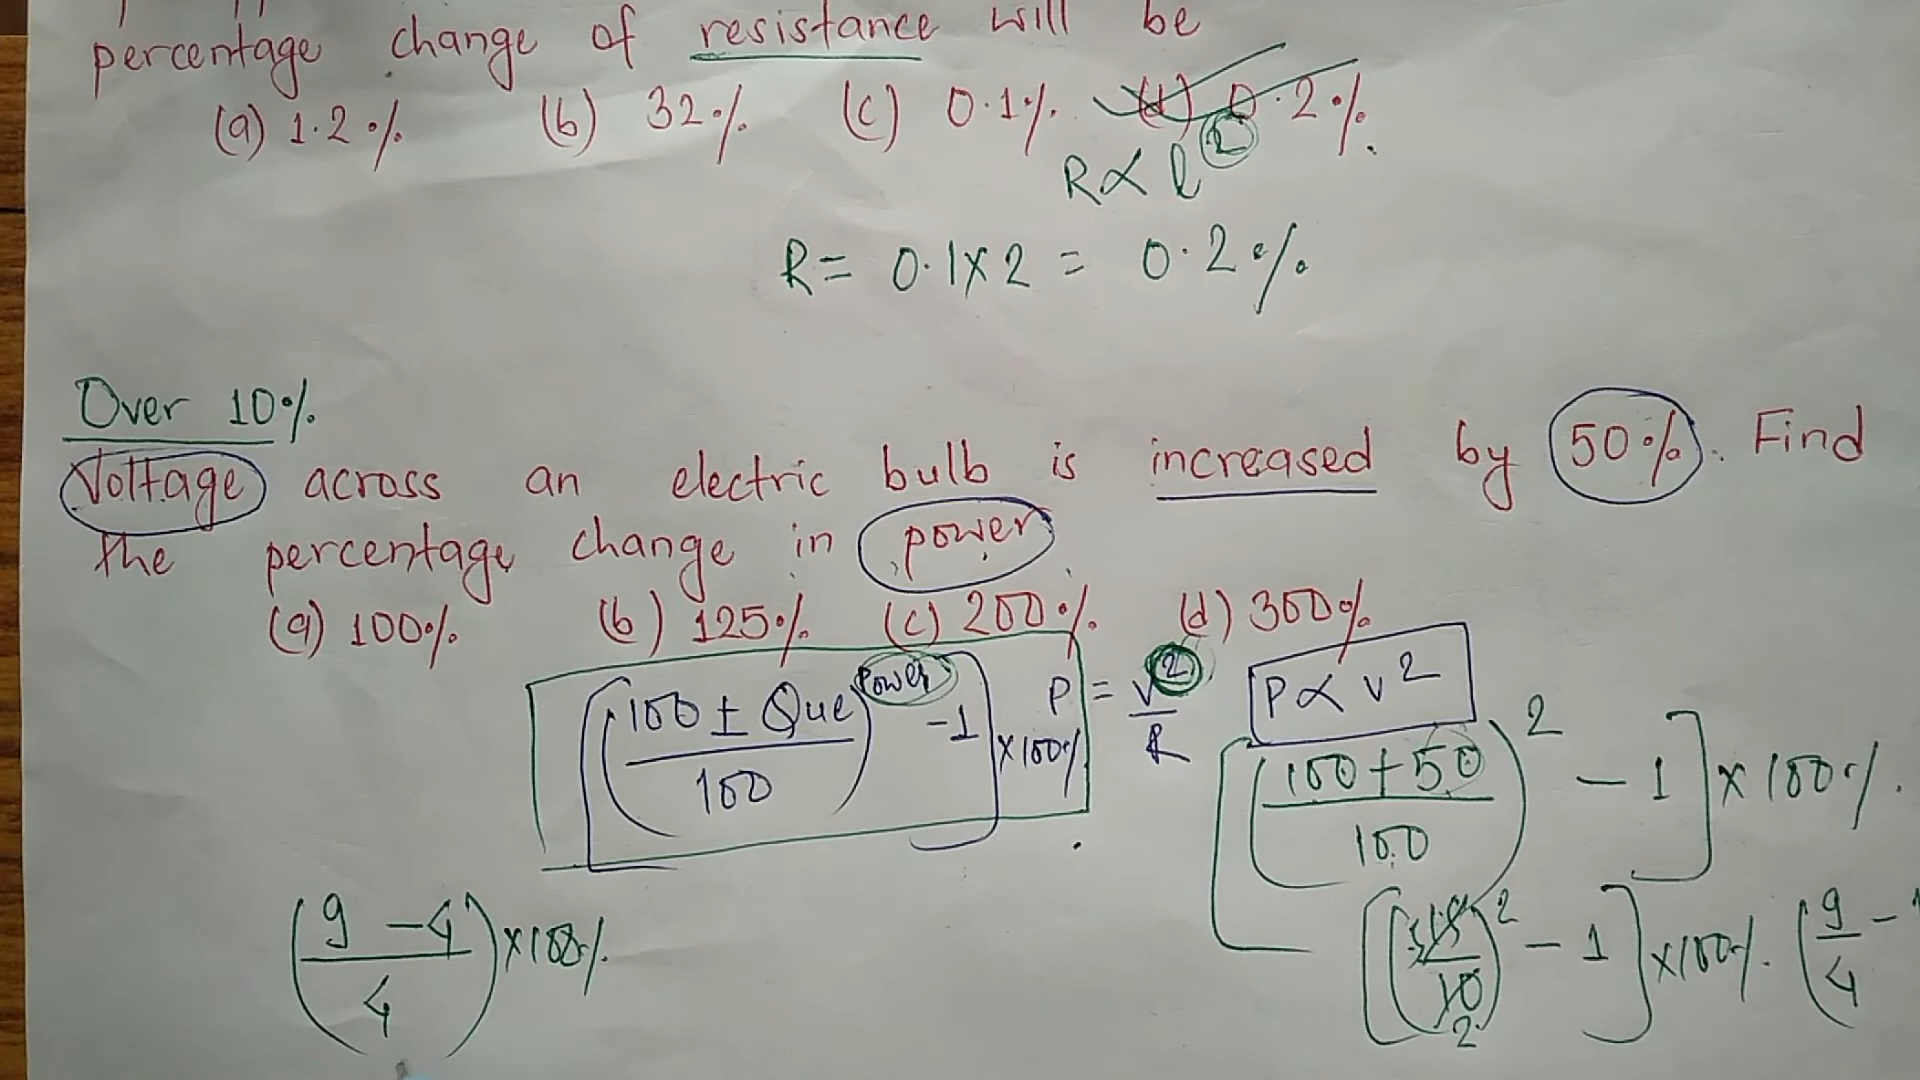 percentage change of resistance will be
(a) 1.2% (b) 32% (c) 0.1% (d) 0.2%.
R ∝ l²
R = 0.1×2 = 0.2%
Over 10%
Voltage across an electric bulb is increased by 50%. Find
the percentage change in power
(a) 100% (b) 125% (c) 200% (d) 300%
[((100 ± Que)/100)^Power -1] ×100%
P = V²/R
P ∝ V²
[((100+50)/100)² - 1] × 100%.
[(15/10)² - 1] ×100%. (9/4 -
((9-4)/4) ×100%